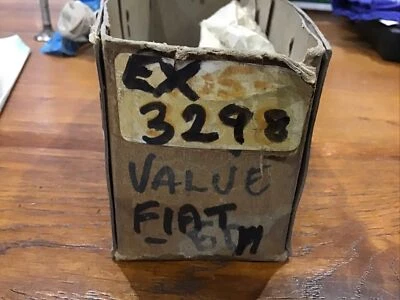 EX
3298
VALUE
FIAT